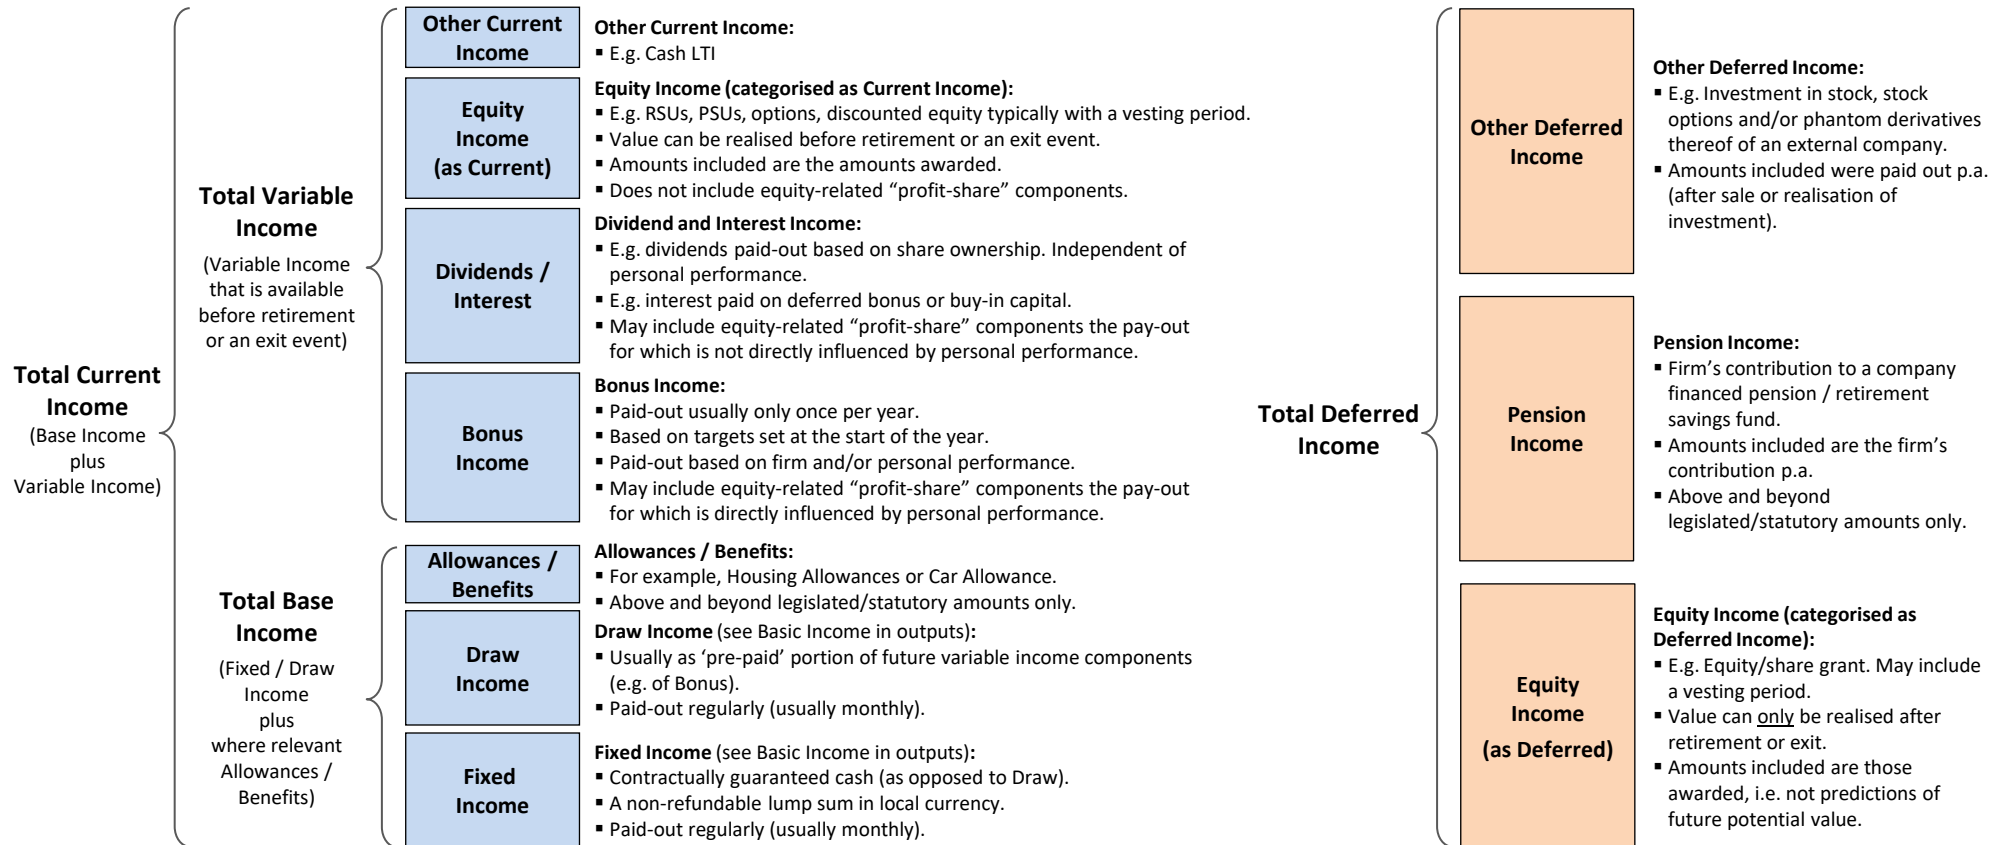 Total Current
Income
(Base Income
plus
Variable Income)
Total Variable
Income
(Variable Income
that is available
before retirement
or an exit event)
Other Current
Income
Other Current Income:
▪ E.g. Cash LTI
Equity
Income
(as Current)
Equity Income (categorised as Current Income):
▪ E.g. RSUs, PSUs, options, discounted equity typically with a vesting period.
▪ Value can be realised before retirement or an exit event.
▪ Amounts included are the amounts awarded.
▪ Does not include equity-related “profit-share” components.
Dividends /
Interest
Dividend and Interest Income:
▪ E.g. dividends paid-out based on share ownership. Independent of
personal performance.
▪ E.g. interest paid on deferred bonus or buy-in capital.
▪ May include equity-related “profit-share” components the pay-out
for which is not directly influenced by personal performance.
Bonus
Income
Bonus Income:
▪ Paid-out usually only once per year.
▪ Based on targets set at the start of the year.
▪ Paid-out based on firm and/or personal performance.
▪ May include equity-related “profit-share” components the pay-out
for which is directly influenced by personal performance.
Total Base
Income
(Fixed / Draw
Income
plus
where relevant
Allowances /
Benefits)
Allowances /
Benefits
Allowances / Benefits:
▪ For example, Housing Allowances or Car Allowance.
▪ Above and beyond legislated/statutory amounts only.
Draw
Income
Draw Income (see Basic Income in outputs):
▪ Usually as ‘pre-paid’ portion of future variable income components
(e.g. of Bonus).
▪ Paid-out regularly (usually monthly).
Fixed
Income
Fixed Income (see Basic Income in outputs):
▪ Contractually guaranteed cash (as opposed to Draw).
▪ A non-refundable lump sum in local currency.
▪ Paid-out regularly (usually monthly).
Total Deferred
Income
Other Deferred
Income
Other Deferred Income:
▪ E.g. Investment in stock, stock
options and/or phantom derivatives
thereof of an external company.
▪ Amounts included were paid out p.a.
(after sale or realisation of
investment).
Pension
Income
Pension Income:
▪ Firm’s contribution to a company
financed pension / retirement
savings fund.
▪ Amounts included are the firm’s
contribution p.a.
▪ Above and beyond
legislated/statutory amounts only.
Equity
Income
(as Deferred)
Equity Income (categorised as
Deferred Income):
▪ E.g. Equity/share grant. May include
a vesting period.
▪ Value can only be realised after
retirement or exit.
▪ Amounts included are those
awarded, i.e. not predictions of
future potential value.